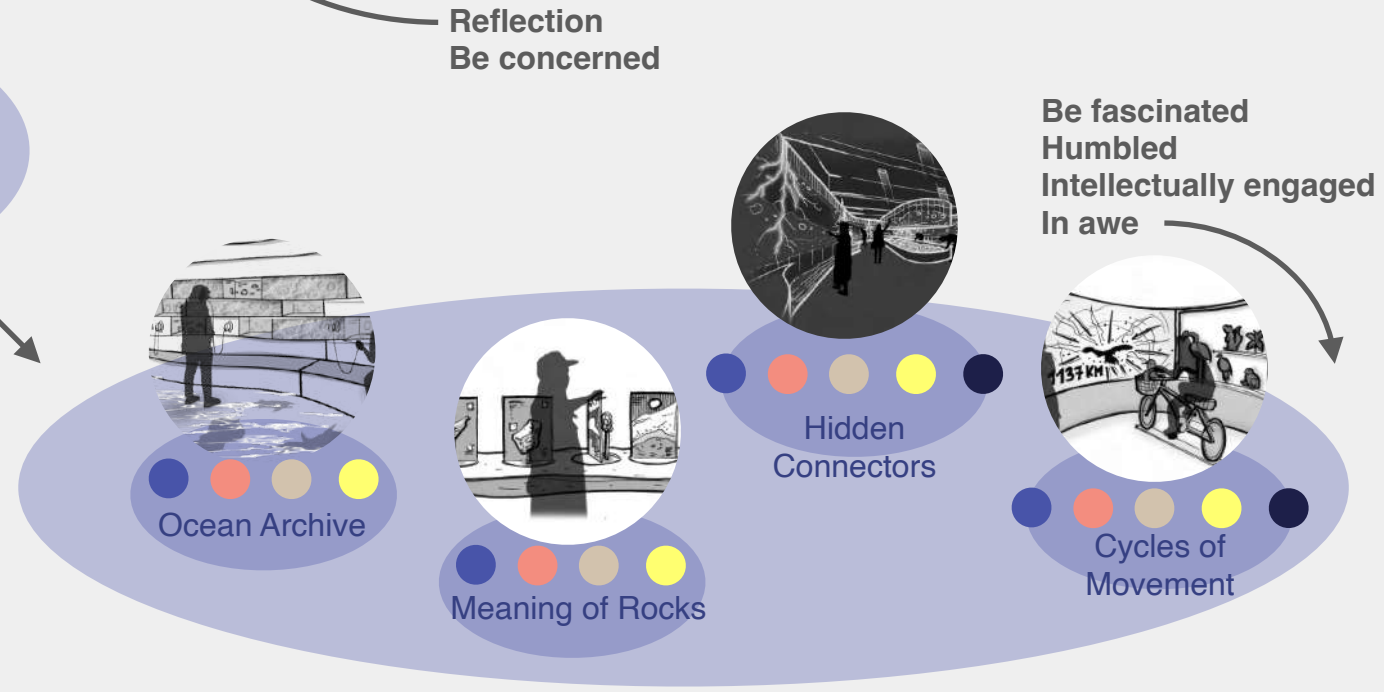 Reflection
Be concerned
Be fascinated
Humbled
Intellectually engaged
In awe
1137 KM
Hidden
Connectors
Ocean Archive
Cycles of
Movement
Meaning of Rocks